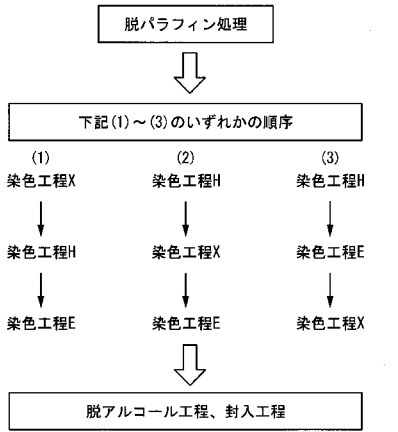 脱パラフィン処理
下記(1)～(3)のいずれかの順序
(1) (2) (3)
染色工程X 染色工程H 染色工程H
染色工程H 染色工程X 染色工程E
染色工程E 染色工程E 染色工程X
脱アルコール工程、封入工程